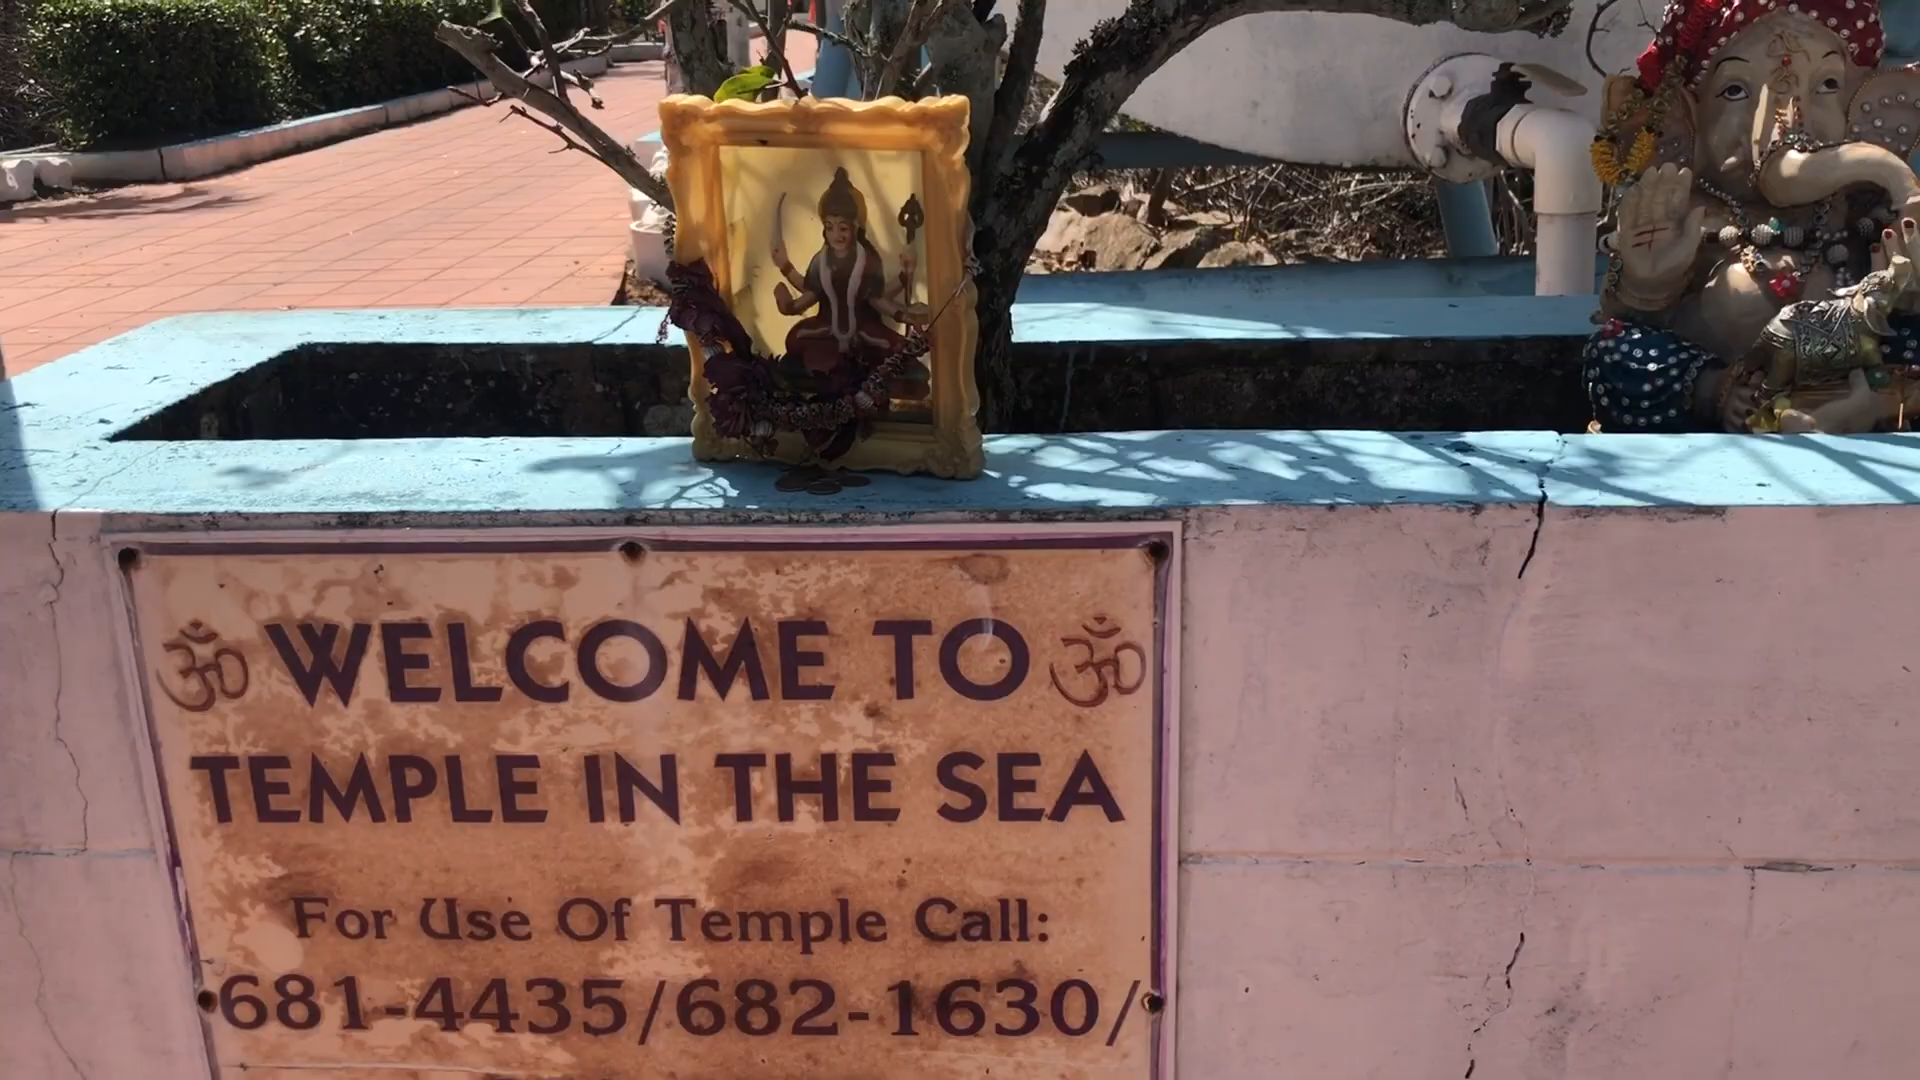 ॐ WELCOME TO ॐ
TEMPLE IN THE SEA
For Use Of Temple Call:
681-4435/682-1630/